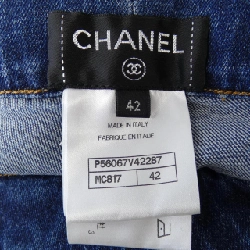 CHANEL
42
MADE IN ITALY
FABRIQUE EN ITALIE
P56067V42287
MC817 42